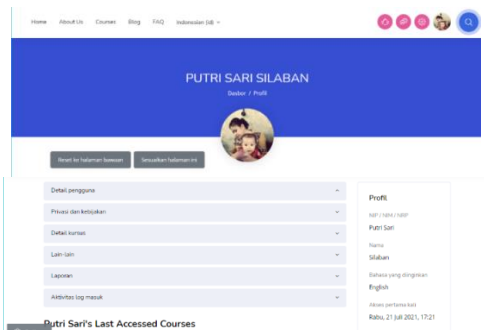 Home About Us Courses Blog FAQ Indonesian (id)
PUTRI SARI SILABAN
Dasbor / Profil
Reset ke halaman bawaan Sesuaikan halaman ini
Detail pengguna
Privasi dan kebijakan
Detail kursus
Lain-lain
Laporan
Aktivitas log masuk
Putri Sari's Last Accessed Courses
Profil
NIP / NIM / NRP
Putri Sari
Nama
Silaban
Bahasa yang diinginkan
English
Akses pertama kali
Rabu, 21 Juli 2021, 17:21